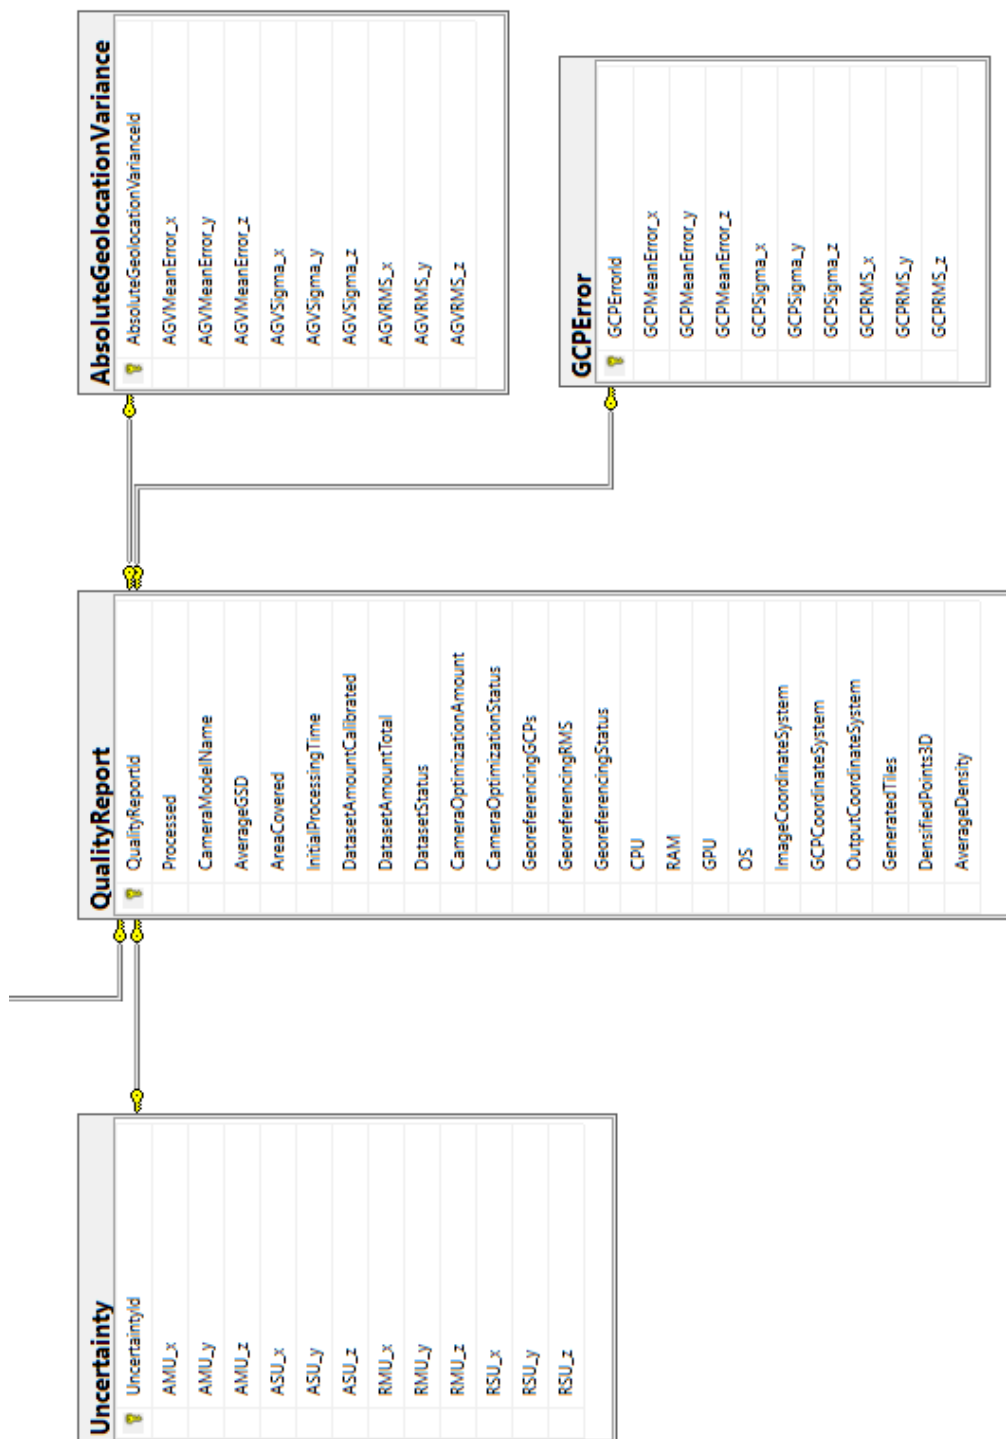 Uncertainty
UncertaintyId
AMU_x
AMU_y
AMU_z
ASU_x
ASU_y
ASU_z
RMU_x
RMU_y
RMU_z
RSU_x
RSU_y
RSU_z
QualityReport
QualityReportId
Processed
CameraModelName
AverageGSD
AreaCovered
InitialProcessingTime
DatasetAmountCalibrated
DatasetAmountTotal
DatasetStatus
CameraOptimizationAmount
CameraOptimizationStatus
GeoreferencingGCPs
GeoreferencingRMS
GeoreferencingStatus
CPU
RAM
GPU
OS
ImageCoordinateSystem
GCPCoordinateSystem
OutputCoordinateSystem
GeneratedTiles
DensifiedPoints3D
AverageDensity
AbsoluteGeolocationVariance
AbsoluteGeolocationVarianceId
AGVMeanError_x
AGVMeanError_y
AGVMeanError_z
AGVSigma_x
AGVSigma_y
AGVSigma_z
AGVRMS_x
AGVRMS_y
AGVRMS_z
GCPError
GCPErrorId
GCPMeanError_x
GCPMeanError_y
GCPMeanError_z
GCPSigma_x
GCPSigma_y
GCPSigma_z
GCPRMS_x
GCPRMS_y
GCPRMS_z